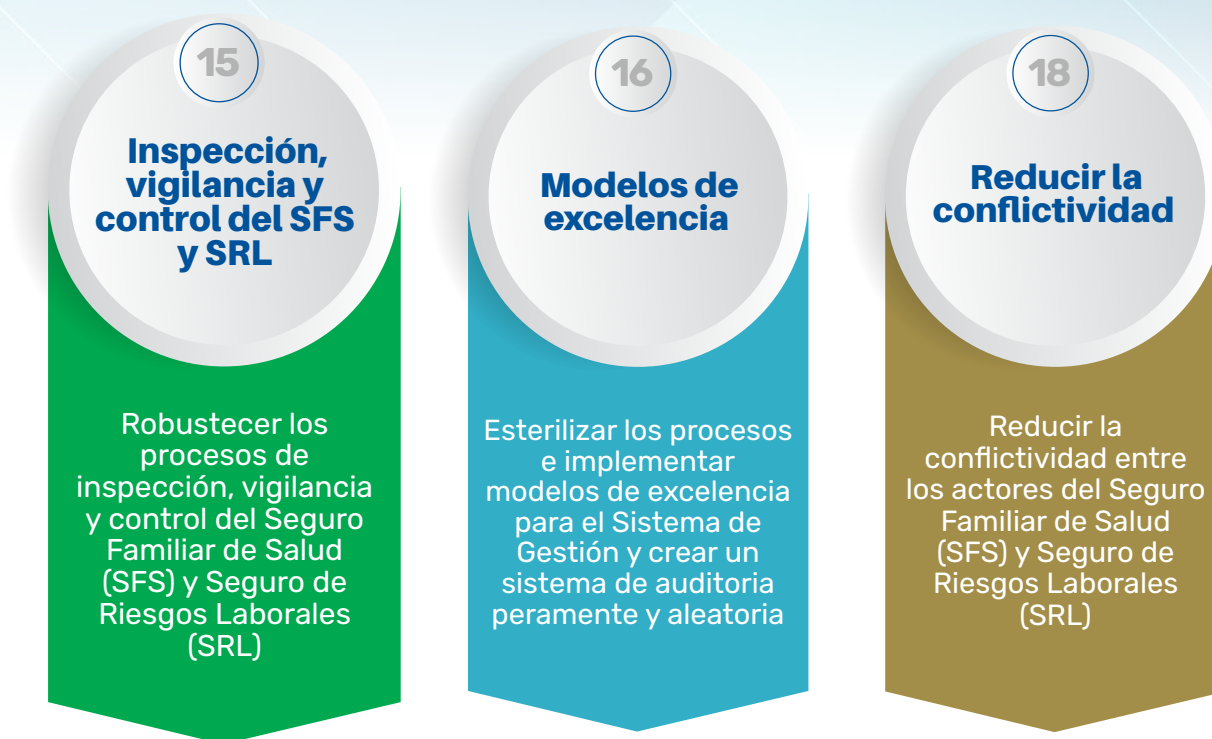 15
Inspección,
vigilancia y
control del SFS
y SRL
Robustecer los
procesos de
inspección, vigilancia
y control del Seguro
Familiar de Salud
(SFS) y Seguro de
Riesgos Laborales
(SRL)
16
Modelos de
excelencia
Esterilizar los procesos
e implementar
modelos de excelencia
para el Sistema de
Gestión y crear un
sistema de auditoria
peramente y aleatoria
18
Reducir la
conflictividad
Reducir la
conflictividad entre
los actores del Seguro
Familiar de Salud
(SFS) y Seguro de
Riesgos Laborales
(SRL)